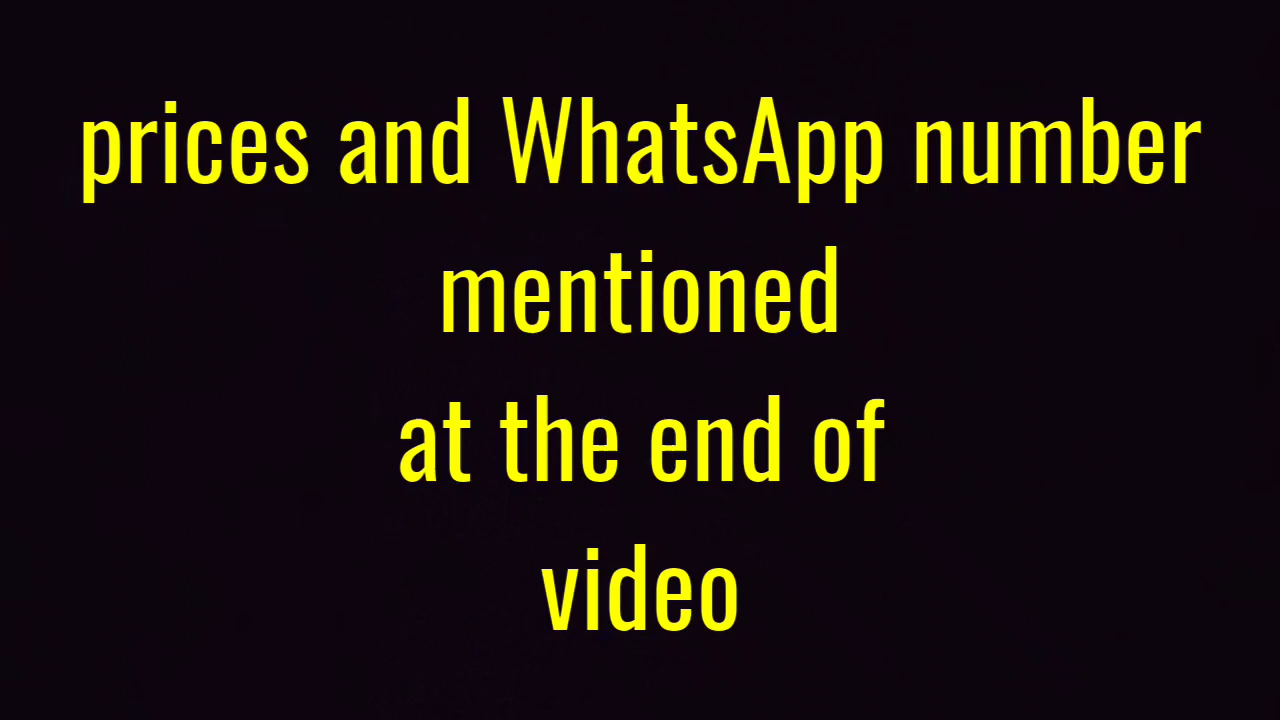 prices and WhatsApp number
mentioned
at the end of
video